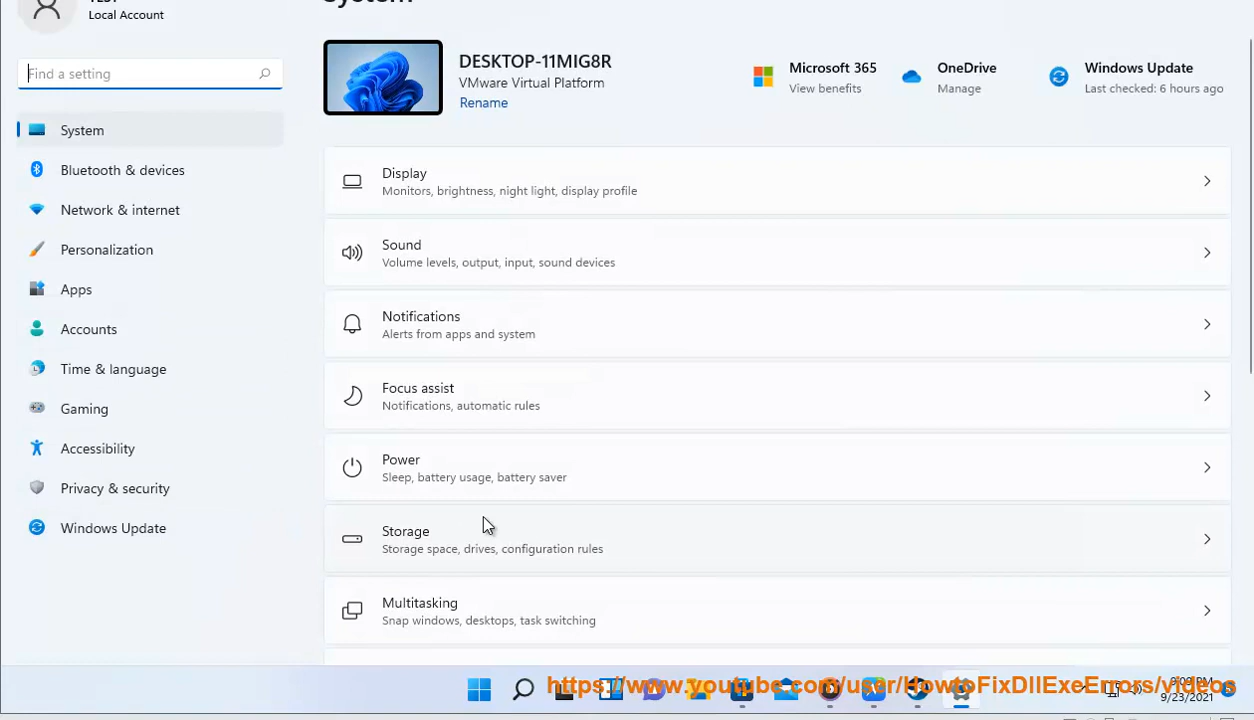 Local Account
System
Find a setting
DESKTOP-11MIG8R
VMware Virtual Platform
Rename
Microsoft 365
View benefits
OneDrive
Manage
Windows Update
Last checked: 6 hours ago
System
Bluetooth & devices
Network & internet
Personalization
Apps
Accounts
Time & language
Gaming
Accessibility
Privacy & security
Windows Update
Display
Monitors, brightness, night light, display profile
Sound
Volume levels, output, input, sound devices
Notifications
Alerts from apps and system
Focus assist
Notifications, automatic rules
Power
Sleep, battery usage, battery saver
Storage
Storage space, drives, configuration rules
Multitasking
Snap windows, desktops, task switching
https://www.youtube.com/user/HowtoFixDllExeErrors/videos
9:09 PM
9/23/2021